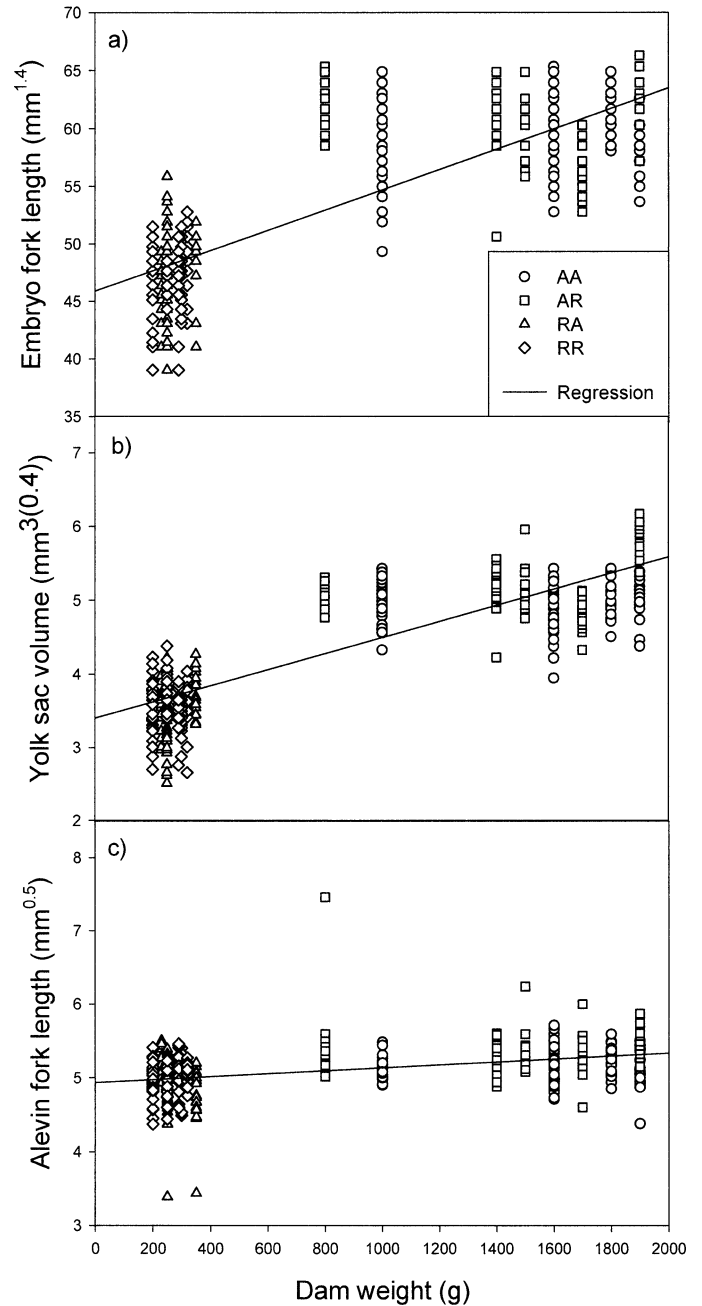 a)
70
65
60
55
50
45
40
35
Embryo fork length (mm1.4)
AA
AR
RA
RR
Regression
b)
7
6
5
4
3
2
Yolk sac volume (mm3(0.4))
c)
8
7
6
5
4
3
Alevin fork length (mm0.5)
0 200 400 600 800 1000 1200 1400 1600 1800 2000
Dam weight (g)